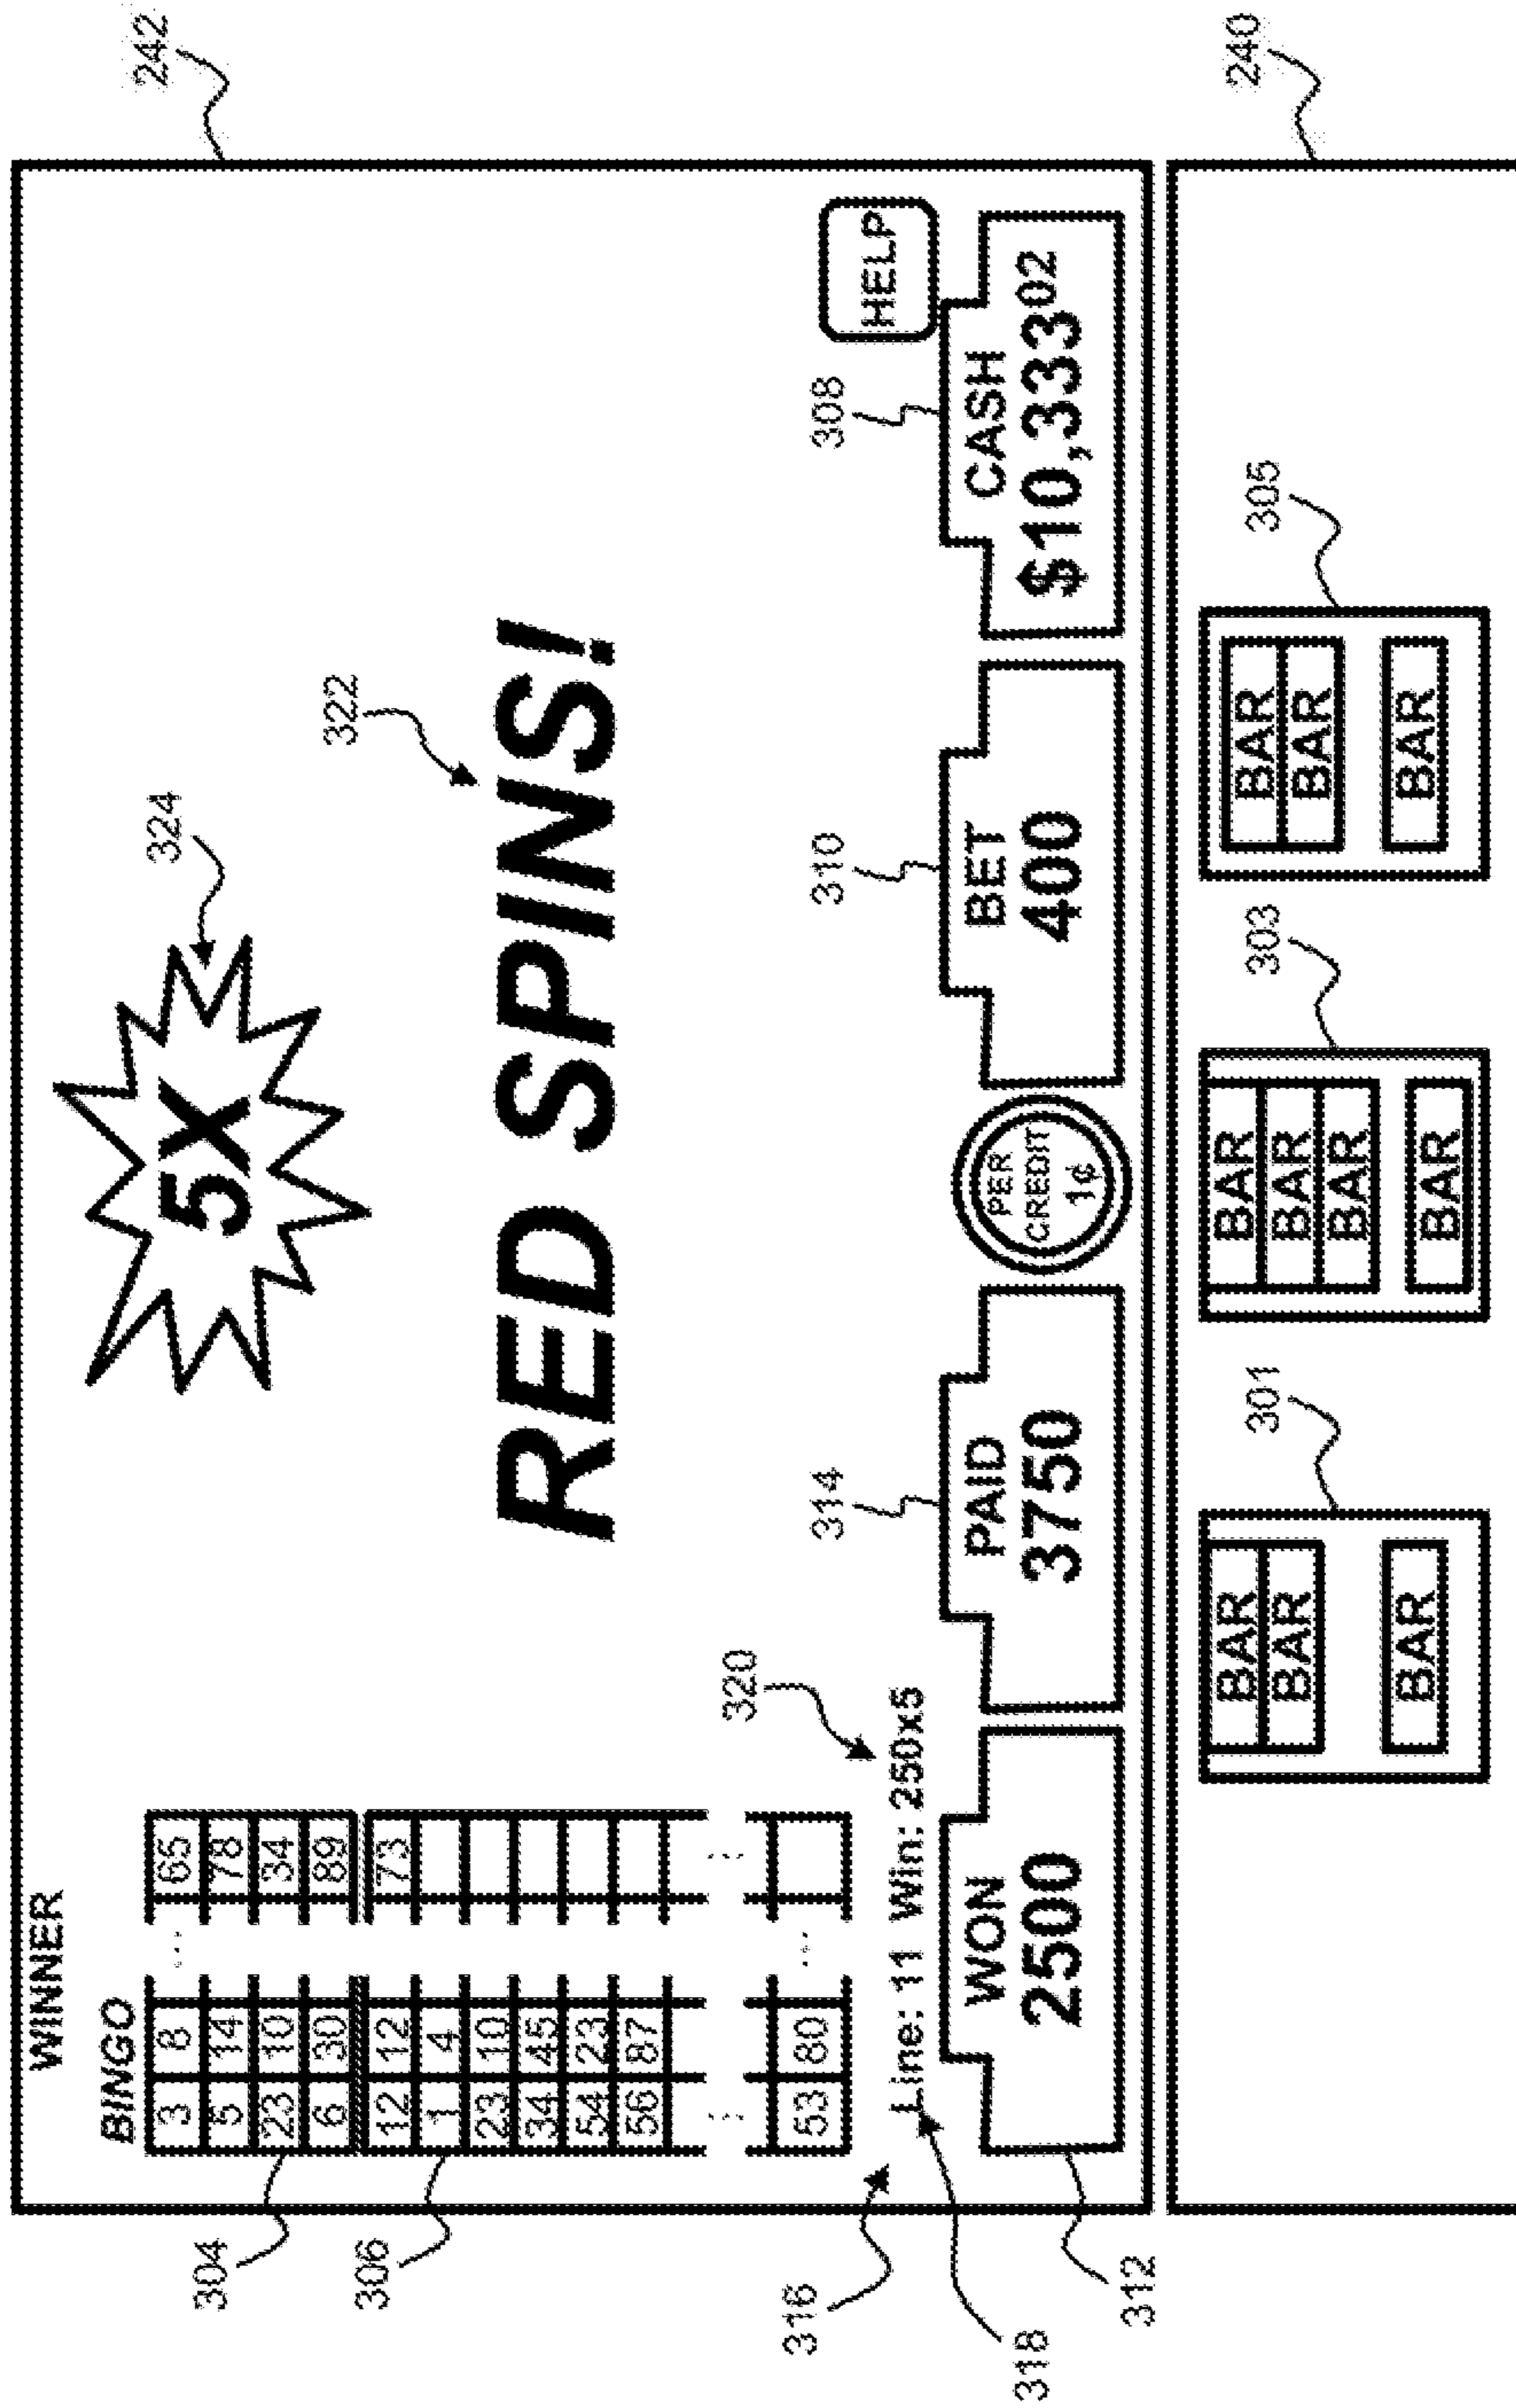 242
WINNER
BINGO
324
5X
3 8 ... 65
5 14 78
23 10 34
6 30 89
304
12 12 73
1 4
23 10
34 45
54 23
56 87
306
⋮ ⋮
53 80 ...
322
RED SPINS!
316
318
320
Line: 11 Win: 250x5
314
310
308
HELP
WON
2500
312
PAID
3750
PER
CREDIT
1¢
BET
400
CASH
$10,33302
240
301
303
305
BAR
BAR
BAR
BAR
BAR
BAR
BAR
BAR
BAR
BAR